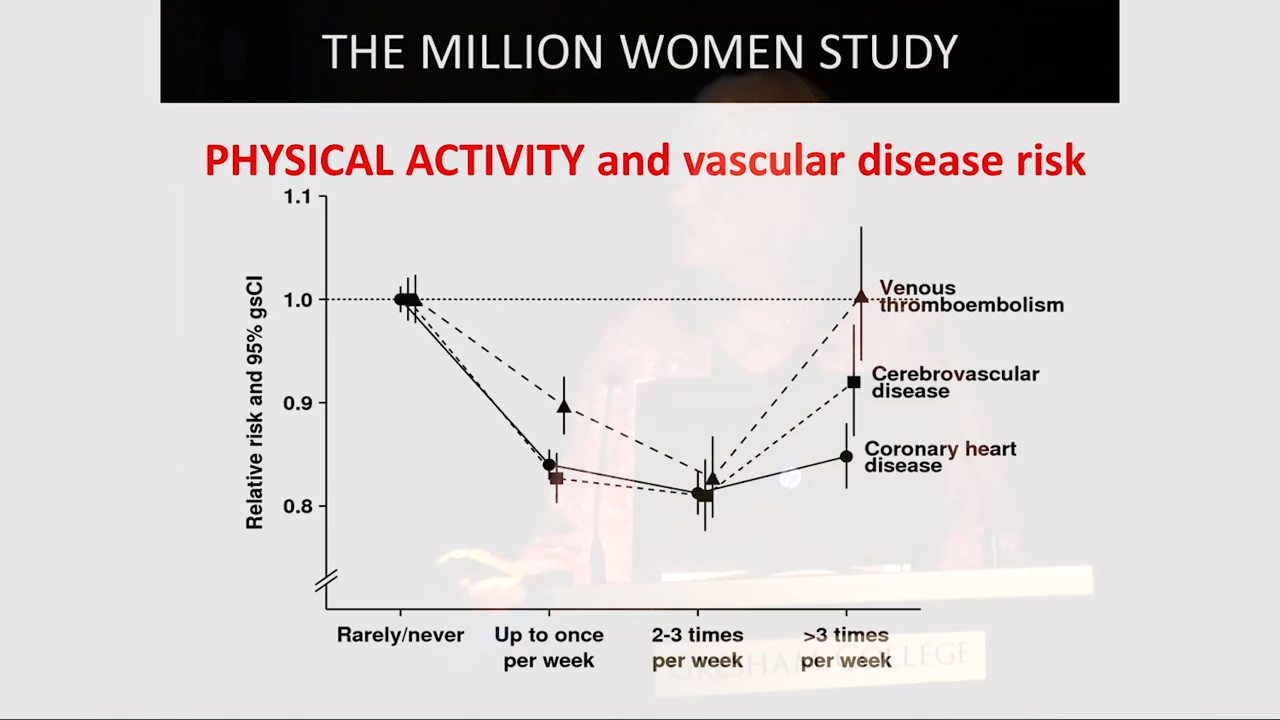 THE MILLION WOMEN STUDY
PHYSICAL ACTIVITY and vascular disease risk
1.1
1.0
0.9
0.8
Relative risk and 95% gsCI
Venous
thromboembolism
Cerebrovascular
disease
Coronary heart
disease
Rarely/never
Up to once
per week
2-3 times
per week
>3 times
per week
GRESHAM COLLEGE